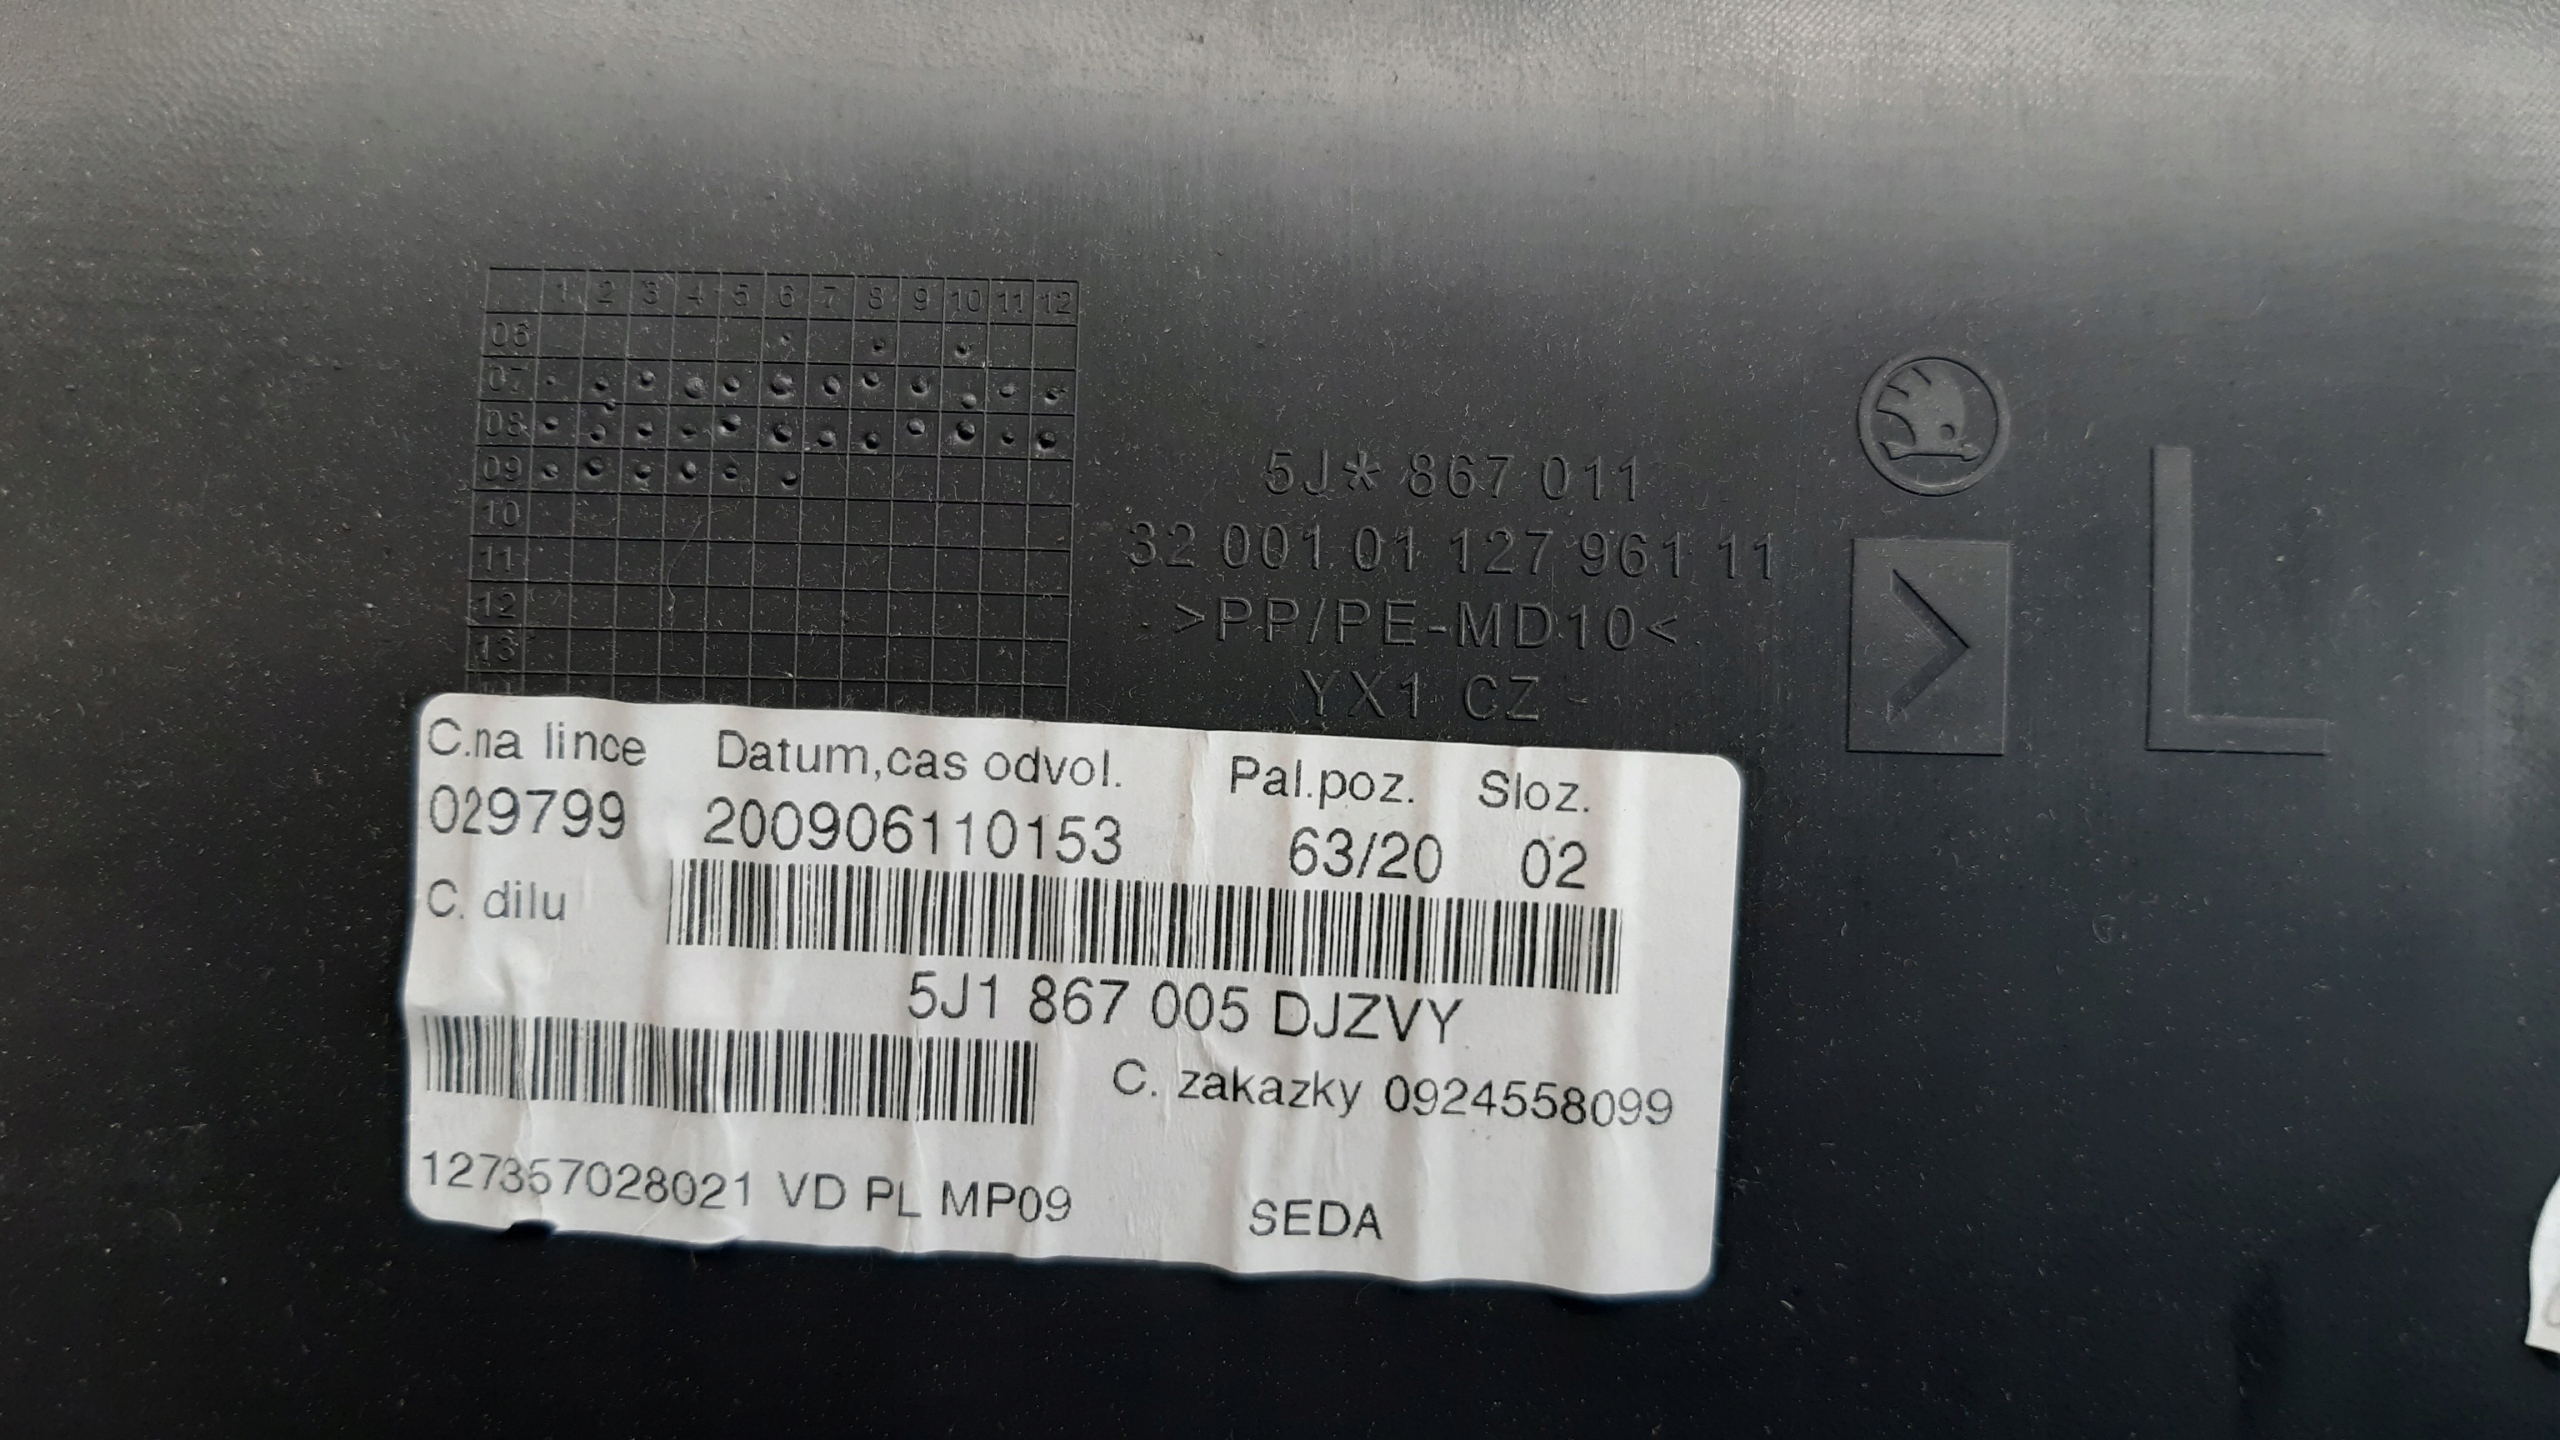 1 2 3 4 5 6 7 8 9 10 11 12
06
07
08
09
10
11
12
13
5J* 867 011
32 001 01 127 961 11
>PP/PE-MD10<
YX1 CZ -
L
C.na lince Datum,cas odvol. Pal.poz. Sloz.
029799 200906110153 63/20 02
C. dilu
5J1 867 005 DJZVY
C. zakazky 0924558099
127357028021 VD PL MP09 SEDA